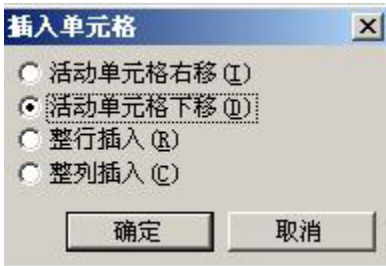 插入单元格
活动单元格右移(I)
活动单元格下移(D)
整行插入(R)
整列插入(C)
确定 取消